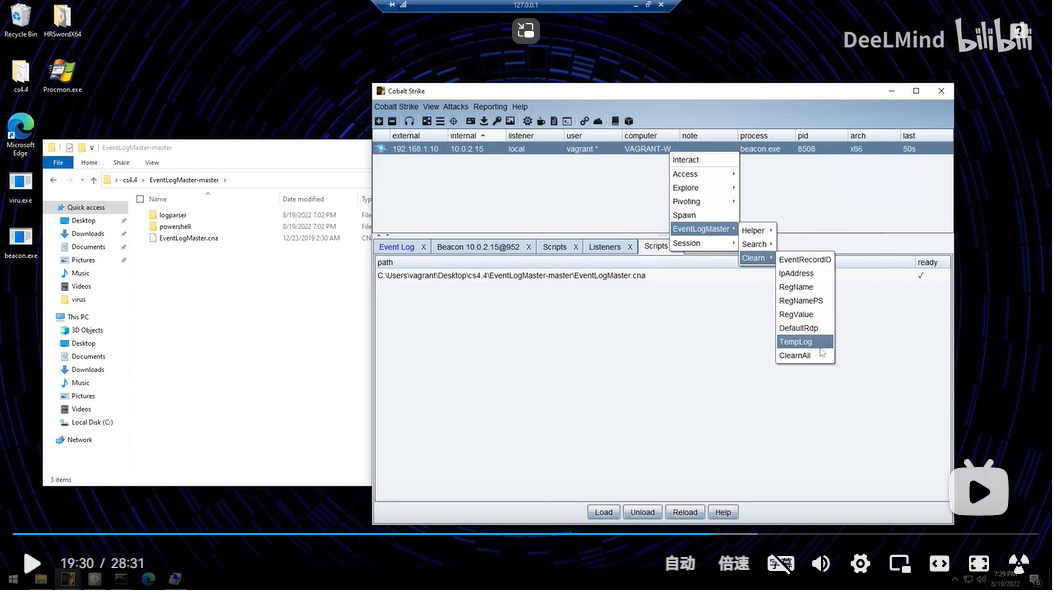 127.0.0.1
Recycle Bin
HRSwordX64
cs4.4
Procmon.exe
Microsoft
Edge
viru.exe
beacon.exe
DeeLMind
bilibili
EventLogMaster-master
File Home Share View
cs4.4 > EventLogMaster-master >
Quick access
Desktop
Downloads
Documents
Pictures
Music
Videos
virus
This PC
3D Objects
Desktop
Documents
Downloads
Music
Pictures
Videos
Local Disk (C:)
Network
3 items
Name Date modified Typ
logparser 8/19/2022 7:02 PM File
powershell 8/19/2022 7:02 PM File
EventLogMaster.cna 12/23/2019 2:30 AM CN
Cobalt Strike
Cobalt Strike View Attacks Reporting Help
external internal listener user computer note process pid arch last
192.168.1.10 10.0.2.15 local vagrant * VAGRANT-W beacon.exe 8508 x86 50s
Interact
Access
Explore
Pivoting
Spawn
EventLogMaster
Session
Helper
Search
Clearn
EventRecordID
IpAddress
RegName
RegNamePS
RegValue
DefaultRdp
TempLog
ClearnAll
Event Log X Beacon 10.0.2.15@952 X Scripts X Listeners X Scripts
path ready
C:\Users\vagrant\Desktop\cs4.4\EventLogMaster-master\EventLogMaster.cna ✓
Load Unload Reload Help
19:30 / 28:31
自动 倍速 字幕
7:29 PM
8/19/2022